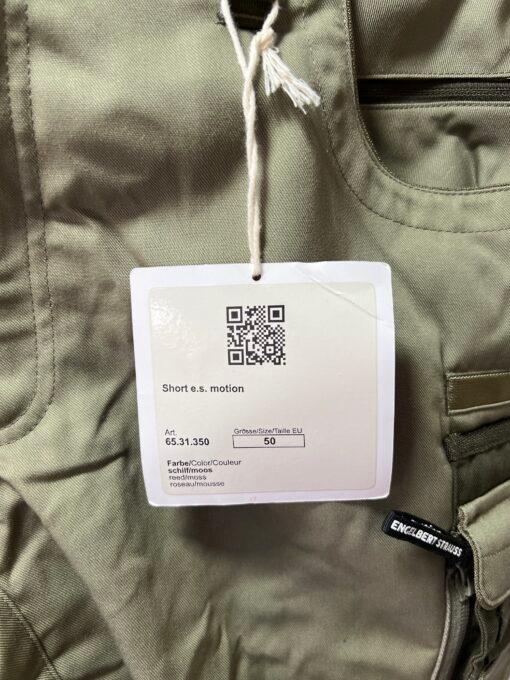 Short e.s. motion
Art.
65.31.350
Grösse/Size/Taille EU
50
Farbe/Color/Couleur
schilf/moos
reed/moss
roseau/mousse
ENGELBERT STRAUSS